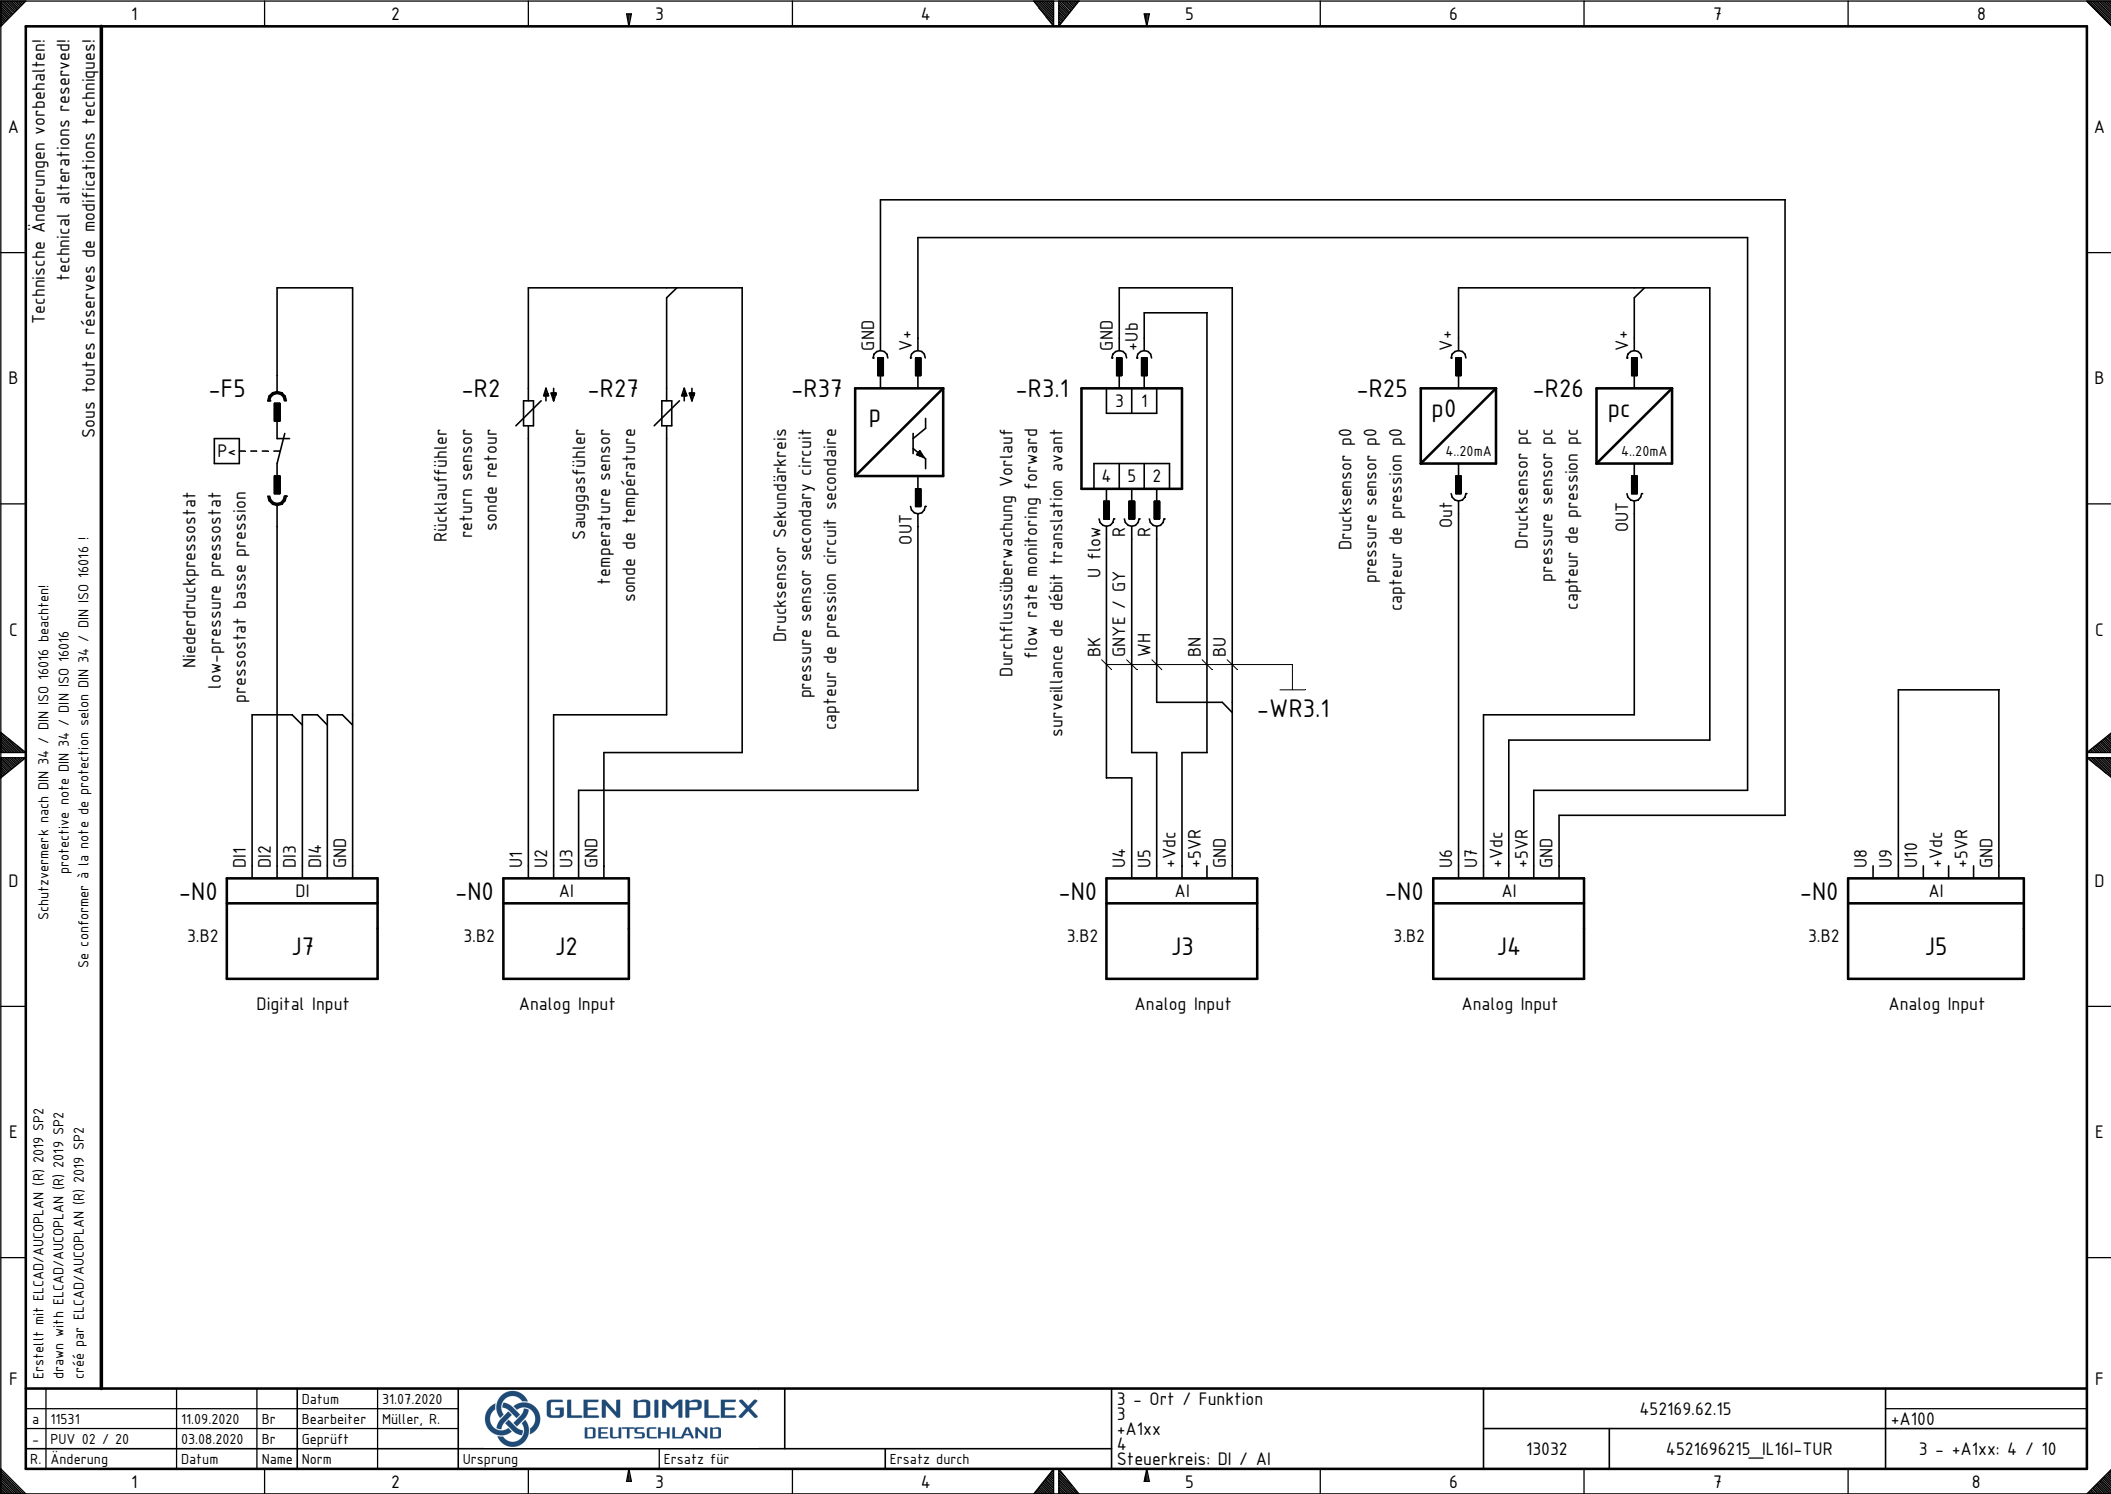 1 2 3 4 5 6 7 8
A
B
C
D
E
F
A
B
C
D
E
F
Technische Änderungen vorbehalten!
technical alterations reserved!
Sous toutes réserves de modifications techniques!
Schutzvermerk nach DIN 34 / DIN ISO 16016 beachten!
protective note DIN 34 / DIN ISO 16016
Se conformer à la note de protection selon DIN 34 / DIN ISO 16016 !
Erstellt mit ELCAD/AUCOPLAN (R) 2019 SP2
drawn with ELCAD/AUCOPLAN (R) 2019 SP2
créé par ELCAD/AUCOPLAN (R) 2019 SP2
-F5
P<
Niederdruckpressostat
low-pressure pressostat
pressostat basse pression
DI1
DI2
DI3
DI4
GND
-N0
DI
3.B2
J7
Digital Input
-R2
Rücklauffühler
return sensor
sonde retour
-R27
Sauggasfühler
temperature sensor
sonde de température
U1
U2
U3
GND
-N0
AI
3.B2
J2
Analog Input
-R37
GND
V+
p
OUT
Drucksensor Sekundärkreis
pressure sensor secondary circuit
capteur de pression circuit secondaire
-R3.1
GND
+Ub
3 1
4 5 2
U flow
R
R
Durchflussüberwachung Vorlauf
flow rate monitoring forward
surveillance de débit translation avant
BK
GNYE / GY
WH
BN
BU
-WR3.1
U4
U5
+Vdc
+5VR
GND
-N0
AI
3.B2
J3
Analog Input
-R25
V+
p0
4..20mA
Out
Drucksensor p0
pressure sensor p0
capteur de pression p0
-R26
V+
pc
4..20mA
OUT
Drucksensor pc
pressure sensor pc
capteur de pression pc
U6
U7
+Vdc
+5VR
GND
-N0
AI
3.B2
J4
Analog Input
U8
U9
U10
+Vdc
+5VR
GND
-N0
AI
3.B2
J5
Analog Input
Datum 31.07.2020
a 11531 11.09.2020 Br Bearbeiter Müller, R.
- PUV 02 / 20 03.08.2020 Br Geprüft
R. Änderung Datum Name Norm
GLEN DIMPLEX
DEUTSCHLAND
Ursprung Ersatz für Ersatz durch
3 - Ort / Funktion
3
+A1xx
4
Steuerkreis: DI / AI
452169.62.15
13032 4521696215_IL16I-TUR
+A100
3 - +A1xx: 4 / 10
1 2 3 4 5 6 7 8